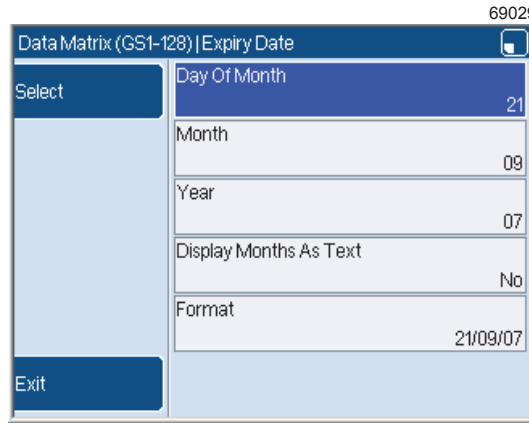 69029
Data Matrix (GS1-128) | Expiry Date
Select
Day Of Month
21
Month
09
Year
07
Display Months As Text
No
Format
21/09/07
Exit